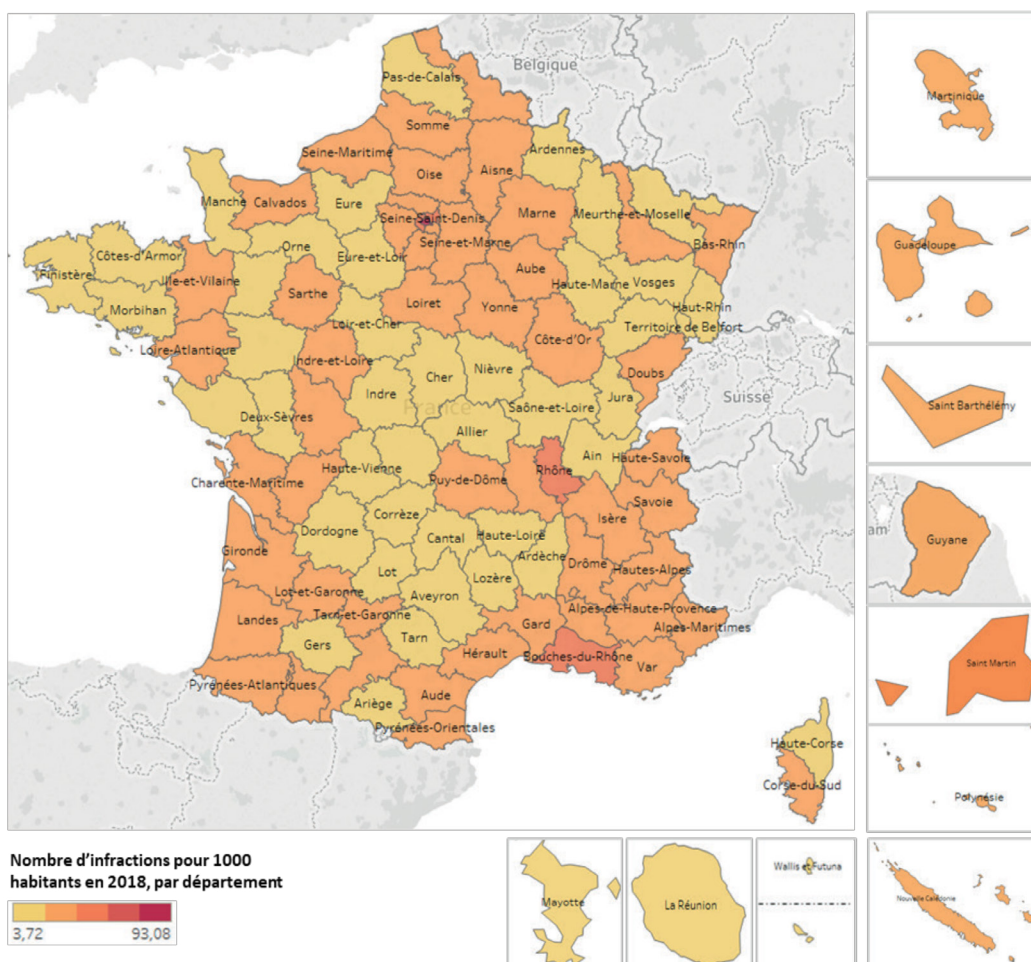 Belgique
Pas-de-Calais
Somme
Ardennes
Seine-Maritime
Oise
Aisne
Manche
Calvados
Eure
Marne
Meurthe-et-Moselle
Seine-Saint-Denis
Bas-Rhin
Seine-et-Marne
Orne
Côtes-d'Armor
Eure-et-Loir
Aube
Finistère
Ille-et-Vilaine
Haute-Marne
Vosges
Sarthe
Loiret
Yonne
Haut-Rhin
Morbihan
Loir-et-Cher
Territoire de Belfort
Loire-Atlantique
Côte-d'Or
Indre-et-Loire
Doubs
Nièvre
Cher
Indre
Jura
Suisse
France
Saône-et-Loire
Deux-Sèvres
Allier
Ain
Haute-Savoie
Haute-Vienne
Rhône
Charente-Maritime
Puy-de-Dôme
Savoie
Corrèze
Isère
Dordogne
Haute-Loire
Cantal
Gironde
Ardèche
Drôme
Hautes-Alpes
Lot
Lozère
Lot-et-Garonne
Aveyron
Alpes-de-Haute-Provence
Tarn-et-Garonne
Landes
Gard
Alpes-Maritimes
Tarn
Gers
Hérault
Bouches-du-Rhône
Var
Pyrénées-Atlantiques
Aude
Ariège
Pyrénées-Orientales
Haute-Corse
Corse-du-Sud
Martinique
Guadeloupe
Saint Barthélémy
am
Guyane
Saint Martin
Polynésie
Nombre d'infractions pour 1000
habitants en 2018, par département
3,72 93,08
Mayotte
La Réunion
Wallis et Futuna
Nouvelle Calédonie